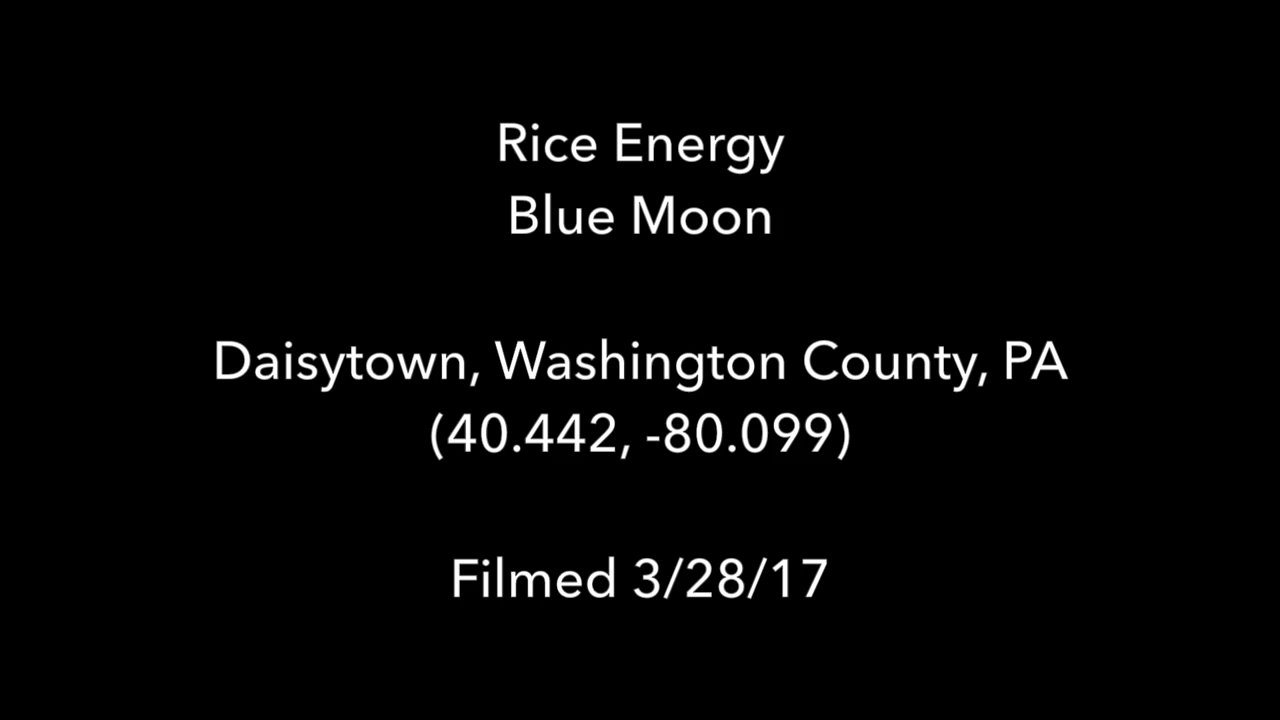 Rice Energy
Blue Moon
Daisytown, Washington County, PA
(40.442, -80.099)
Filmed 3/28/17